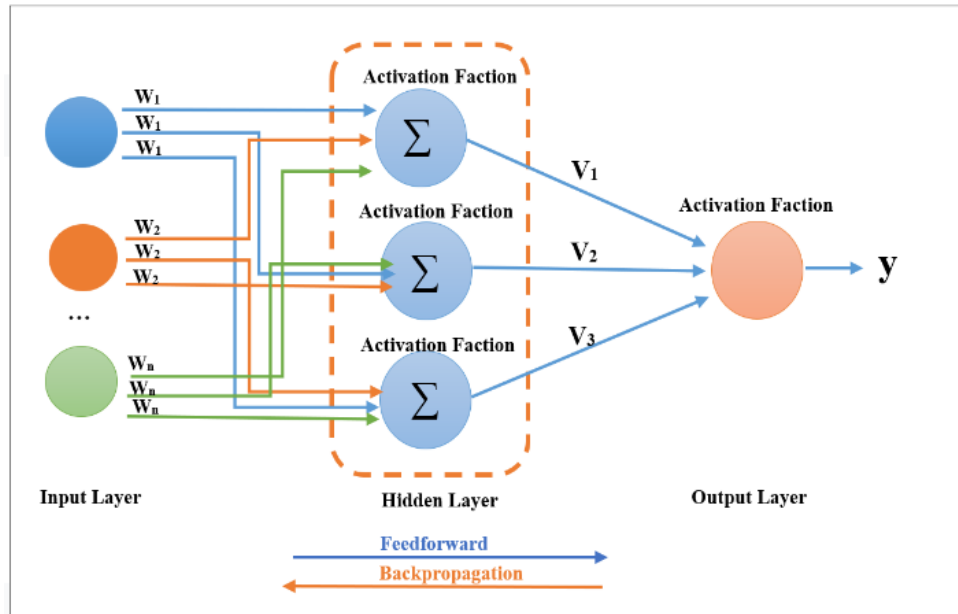 Activation Faction
W₁
W₁
W₁
∑
V₁
Activation Faction
Activation Faction
W₂
W₂
W₂
...
∑
V₂
y
Activation Faction
V₃
Wₙ
Wₙ
Wₙ
∑
Input Layer
Hidden Layer
Output Layer
Feedforward
Backpropagation